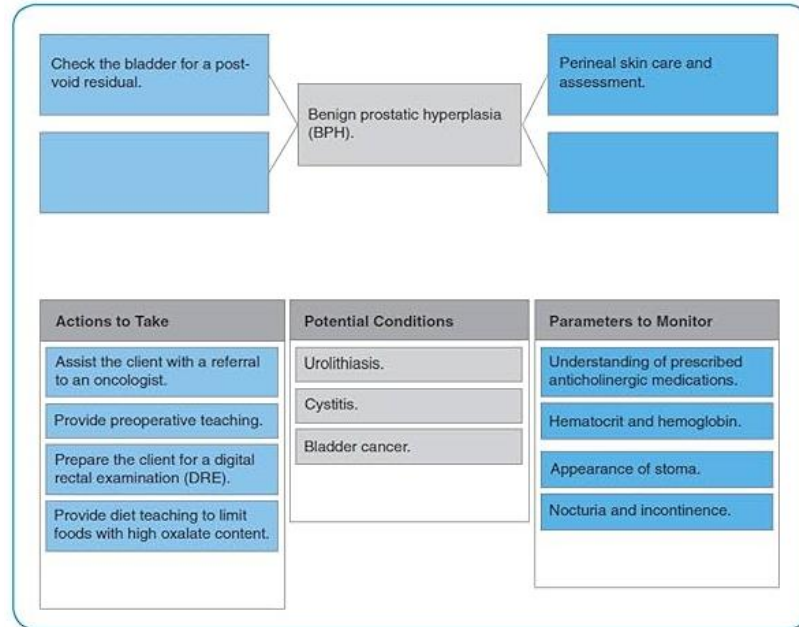 Check the bladder for a post-
void residual.
Benign prostatic hyperplasia
(BPH).
Perineal skin care and
assessment.
Actions to Take
Assist the client with a referral
to an oncologist.
Provide preoperative teaching.
Prepare the client for a digital
rectal examination (DRE).
Provide diet teaching to limit
foods with high oxalate content.
Potential Conditions
Urolithiasis.
Cystitis.
Bladder cancer.
Parameters to Monitor
Understanding of prescribed
anticholinergic medications.
Hematocrit and hemoglobin.
Appearance of stoma.
Nocturia and incontinence.